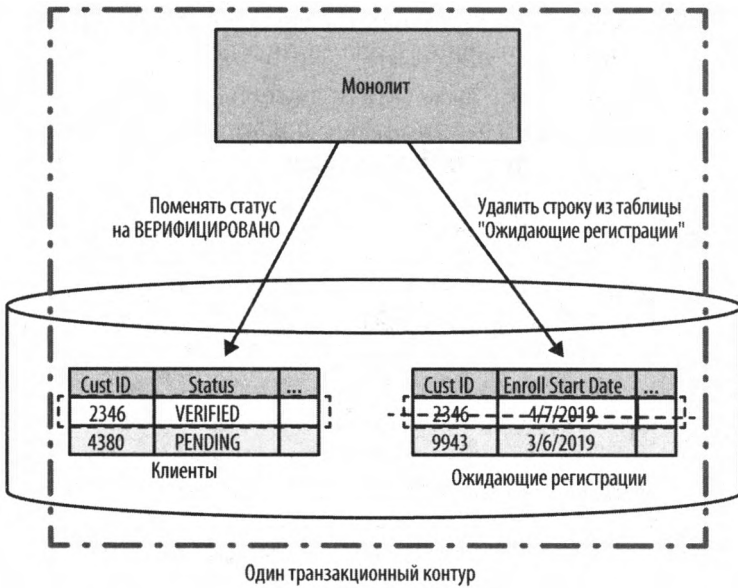 Монолит
Поменять статус
на ВЕРИФИЦИРОВАНО
Удалить строку из таблицы
"Ожидающие регистрации"
Cust ID Status ...
2346 VERIFIED
4380 PENDING
Клиенты
Cust ID Enroll Start Date ...
2346 4/7/2019
9943 3/6/2019
Ожидающие регистрации
Один транзакционный контур